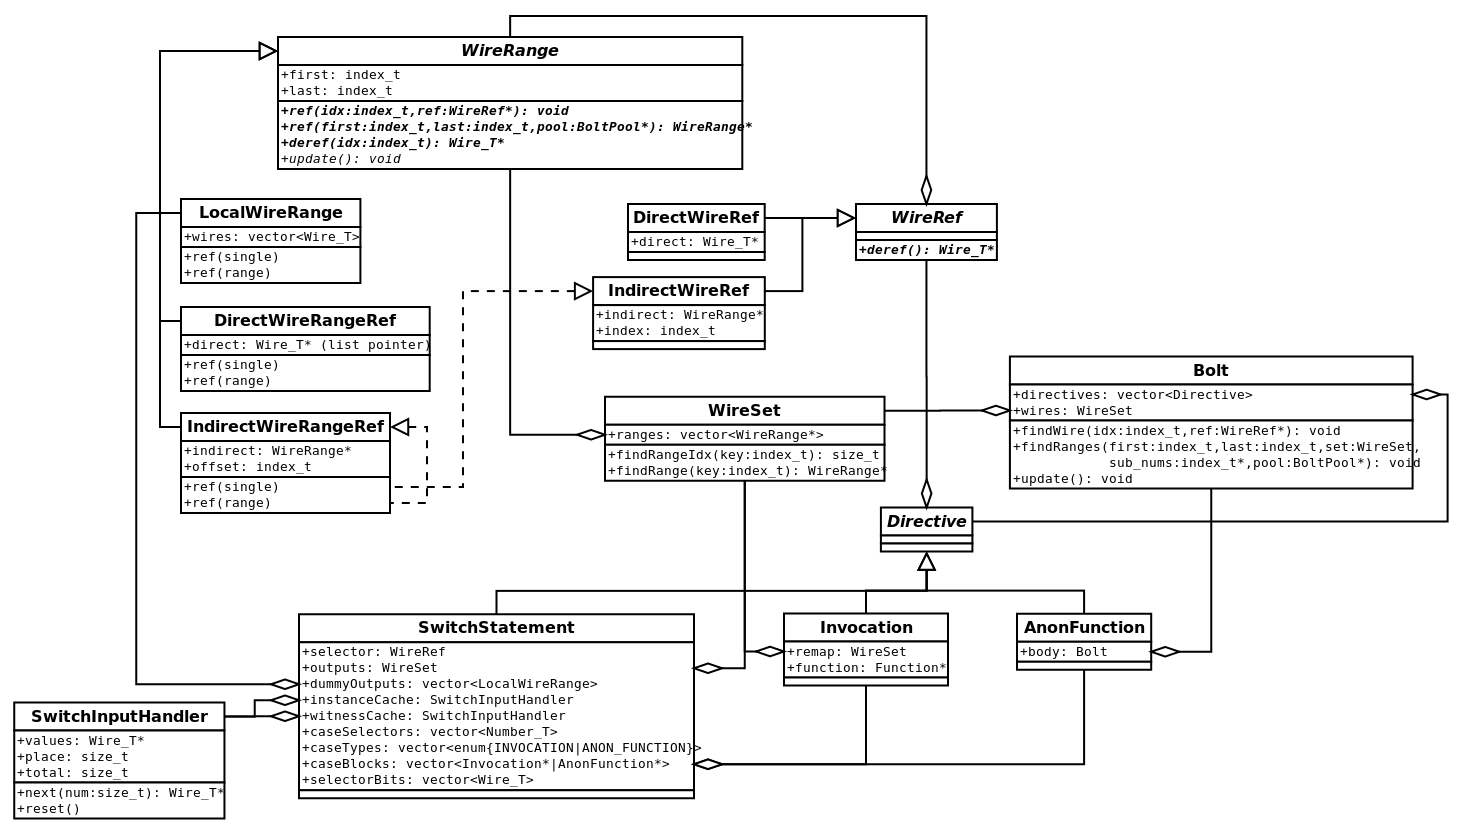 WireRange
+first: index_t
+last: index_t
+ref(idx:index_t,ref:WireRef*): void
+ref(first:index_t,last:index_t,pool:BoltPool*): WireRange*
+deref(idx:index_t): Wire_T*
+update(): void
LocalWireRange
+wires: vector<Wire_T>
+ref(single)
+ref(range)
DirectWireRef
+direct: Wire_T*
WireRef
+deref(): Wire_T*
IndirectWireRef
+indirect: WireRange*
+index: index_t
DirectWireRangeRef
+direct: Wire_T* (list pointer)
+ref(single)
+ref(range)
IndirectWireRangeRef
+indirect: WireRange*
+offset: index_t
+ref(single)
+ref(range)
WireSet
+ranges: vector<WireRange*>
+findRangeIdx(key:index_t): size_t
+findRange(key:index_t): WireRange*
Bolt
+directives: vector<Directive>
+wires: WireSet
+findWire(idx:index_t,ref:WireRef*): void
+findRanges(first:index_t,last:index_t,set:WireSet,
sub_nums:index_t*,pool:BoltPool*): void
+update(): void
Directive
SwitchStatement
+selector: WireRef
+outputs: WireSet
+dummyOutputs: vector<LocalWireRange>
+instanceCache: SwitchInputHandler
+witnessCache: SwitchInputHandler
+caseSelectors: vector<Number_T>
+caseTypes: vector<enum{INVOCATION|ANON_FUNCTION}>
+caseBlocks: vector<Invocation*|AnonFunction*>
+selectorBits: vector<Wire_T>
Invocation
+remap: WireSet
+function: Function*
AnonFunction
+body: Bolt
SwitchInputHandler
+values: Wire_T*
+place: size_t
+total: size_t
+next(num:size_t): Wire_T*
+reset()